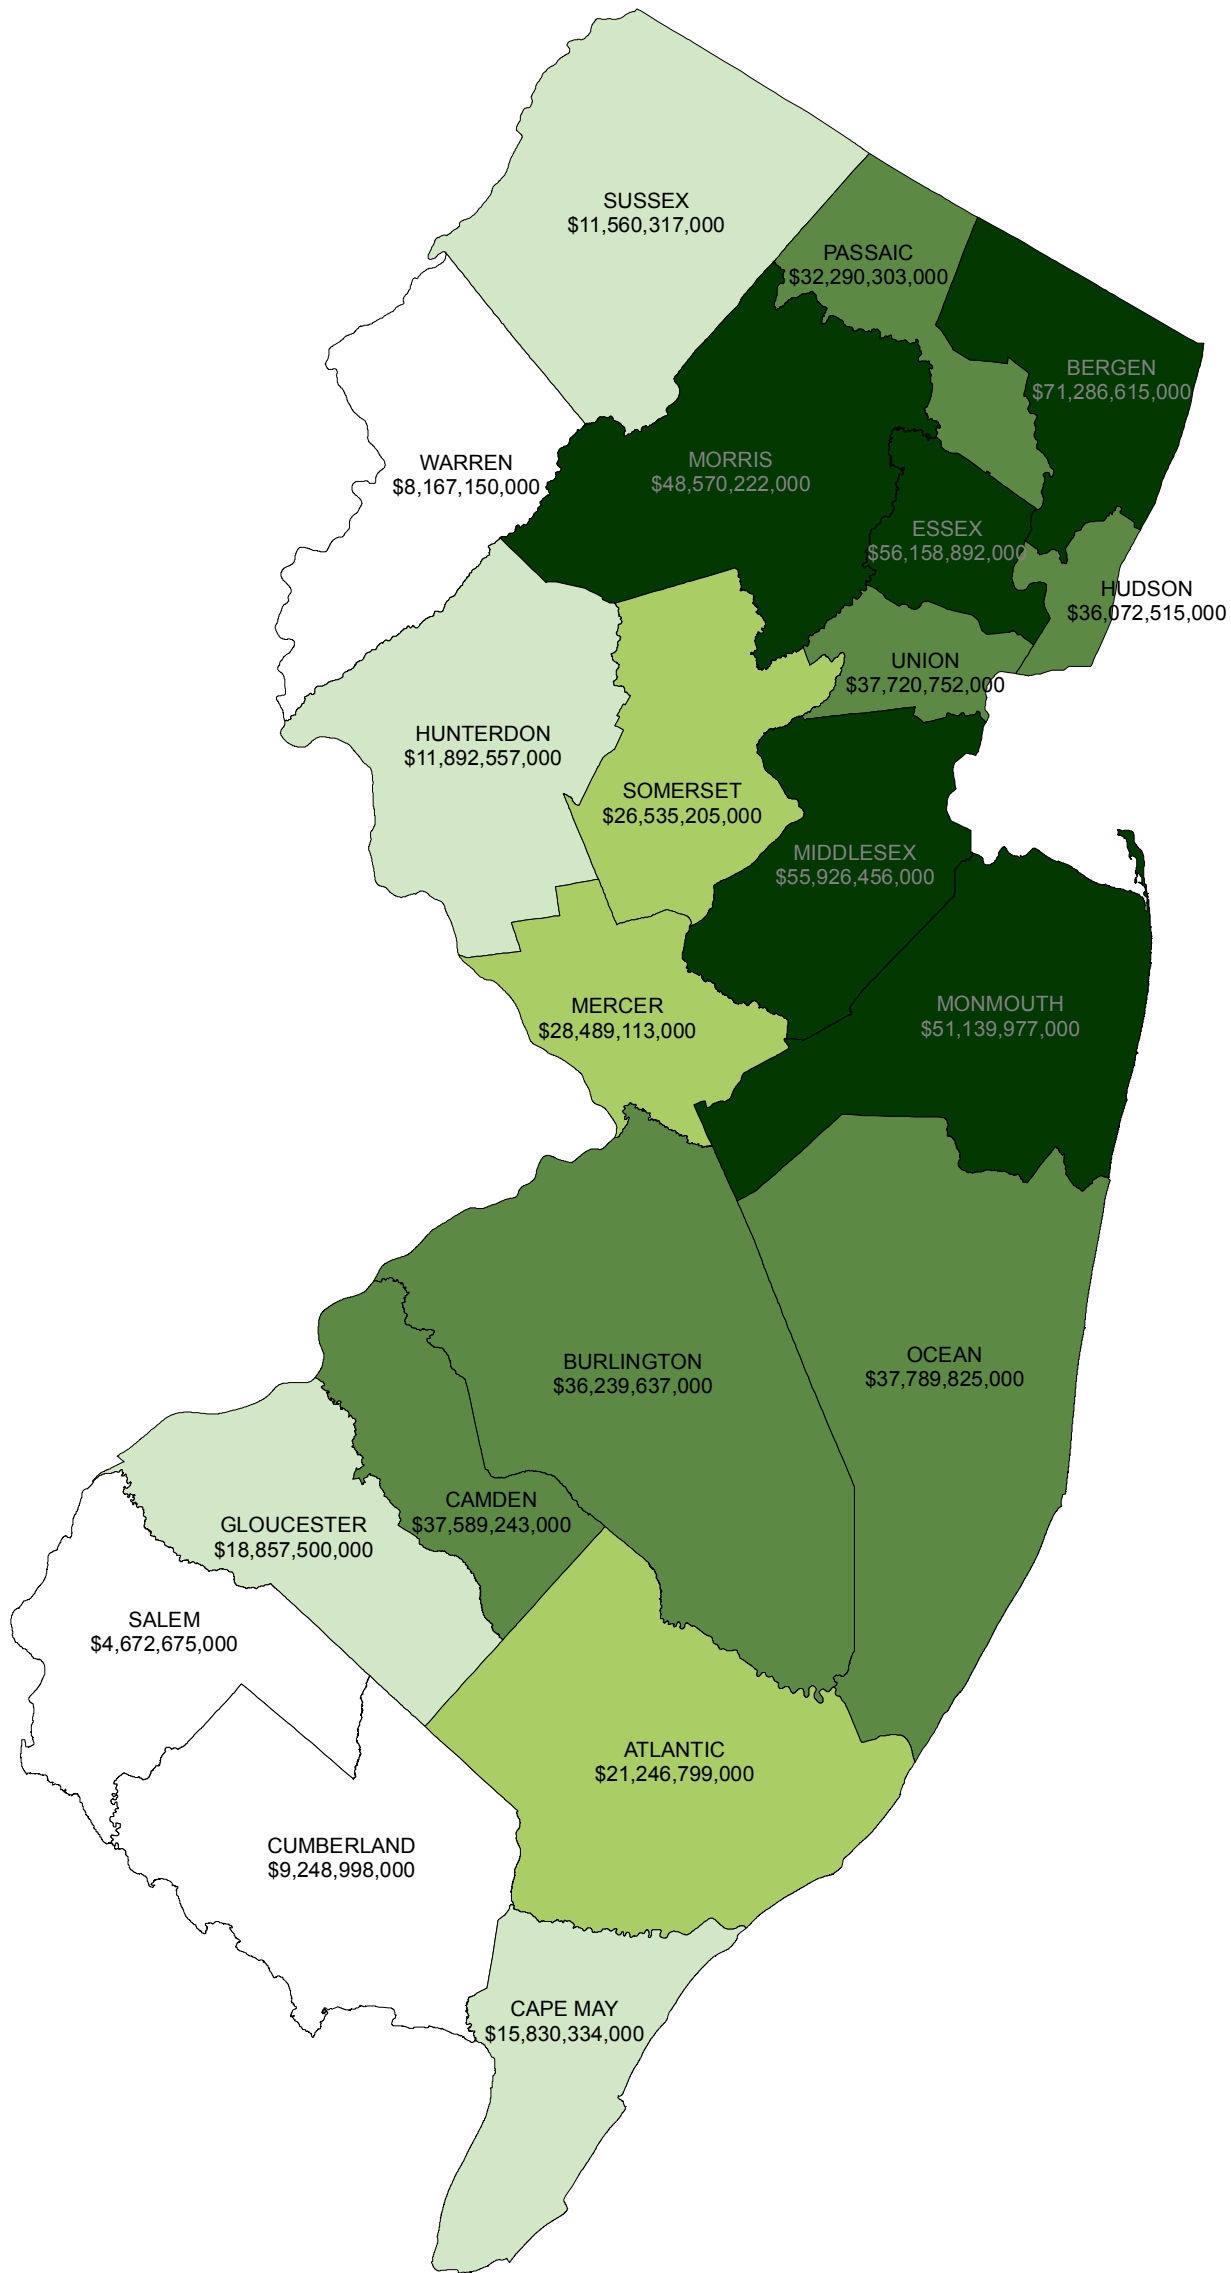 SUSSEX
$11,560,317,000
PASSAIC
$32,290,303,000
BERGEN
$71,286,615,000
WARREN
$8,167,150,000
MORRIS
$48,570,222,000
ESSEX
$56,158,892,000
HUDSON
$36,072,515,000
UNION
$37,720,752,000
HUNTERDON
$11,892,557,000
SOMERSET
$26,535,205,000
MIDDLESEX
$55,926,456,000
MERCER
$28,489,113,000
MONMOUTH
$51,139,977,000
BURLINGTON
$36,239,637,000
OCEAN
$37,789,825,000
CAMDEN
$37,589,243,000
GLOUCESTER
$18,857,500,000
SALEM
$4,672,675,000
ATLANTIC
$21,246,799,000
CUMBERLAND
$9,248,998,000
CAPE MAY
$15,830,334,000